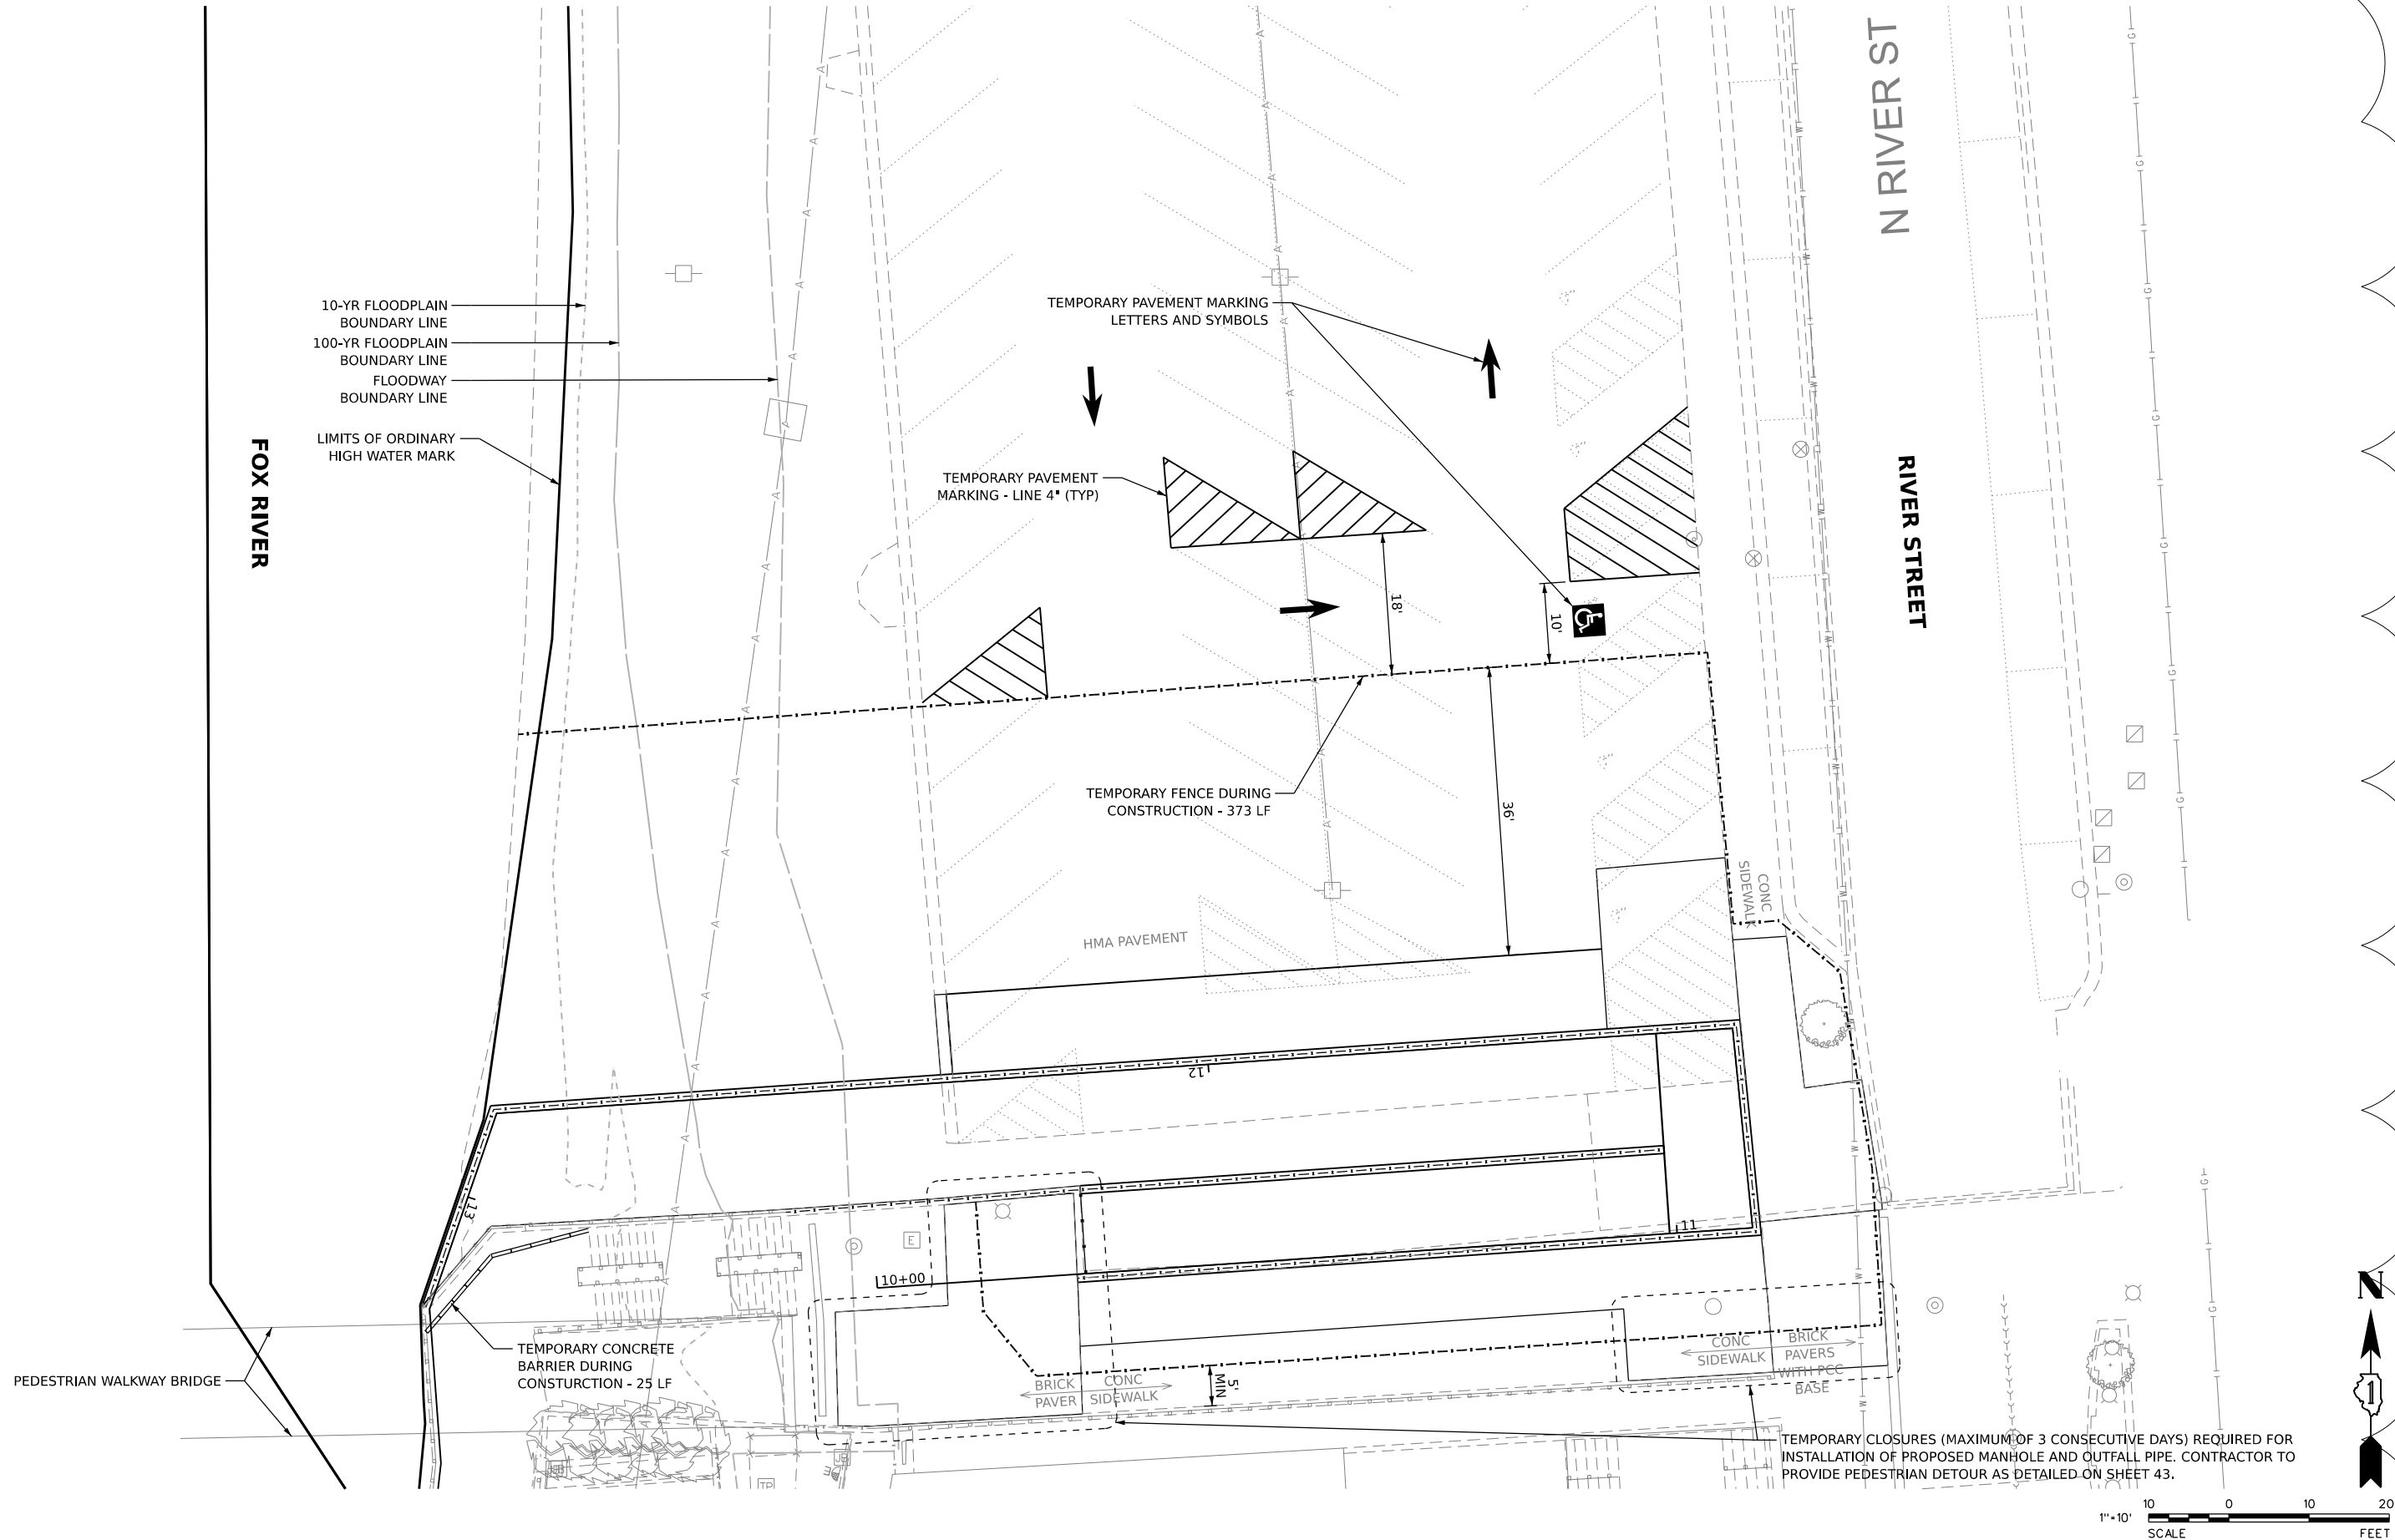 N RIVER ST
10-YR FLOODPLAIN
BOUNDARY LINE
100-YR FLOODPLAIN
BOUNDARY LINE
FLOODWAY
BOUNDARY LINE
LIMITS OF ORDINARY
HIGH WATER MARK
FOX RIVER
TEMPORARY PAVEMENT MARKING
LETTERS AND SYMBOLS
TEMPORARY PAVEMENT
MARKING - LINE 4" (TYP)
RIVER STREET
18'
10'
TEMPORARY FENCE DURING
CONSTRUCTION - 373 LF
36'
CONC
SIDEWALK
HMA PAVEMENT
12
13
11
10+00
E
TEMPORARY CONCRETE
BARRIER DURING
CONSTURCTION - 25 LF
PEDESTRIAN WALKWAY BRIDGE
BRICK
PAVER
CONC
SIDEWALK
5'
MIN
CONC
SIDEWALK
BRICK
PAVERS
WITH PCC
BASE
TEMPORARY CLOSURES (MAXIMUM OF 3 CONSECUTIVE DAYS) REQUIRED FOR
INSTALLATION OF PROPOSED MANHOLE AND OUTFALL PIPE. CONTRACTOR TO
PROVIDE PEDESTRIAN DETOUR AS DETAILED ON SHEET 43.
TP
N
1
1"=10'
10 0 10 20
SCALE FEET